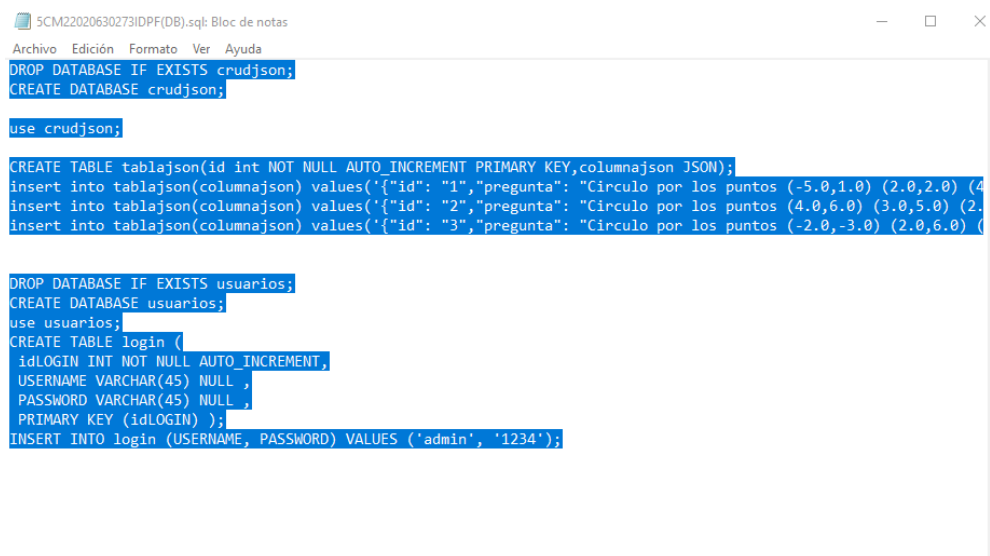 5CM22020630273IDPF(DB).sql: Bloc de notas
Archivo Edición Formato Ver Ayuda
DROP DATABASE IF EXISTS crudjson;
CREATE DATABASE crudjson;
use crudjson;
CREATE TABLE tablajson(id int NOT NULL AUTO_INCREMENT PRIMARY KEY,columnajson JSON);
insert into tablajson(columnajson) values('{"id": "1","pregunta": "Circulo por los puntos (-5.0,1.0) (2.0,2.0) (4
insert into tablajson(columnajson) values('{"id": "2","pregunta": "Circulo por los puntos (4.0,6.0) (3.0,5.0) (2.
insert into tablajson(columnajson) values('{"id": "3","pregunta": "Circulo por los puntos (-2.0,-3.0) (2.0,6.0) (
DROP DATABASE IF EXISTS usuarios;
CREATE DATABASE usuarios;
use usuarios;
CREATE TABLE login (
idLOGIN INT NOT NULL AUTO_INCREMENT,
USERNAME VARCHAR(45) NULL ,
PASSWORD VARCHAR(45) NULL ,
PRIMARY KEY (idLOGIN) );
INSERT INTO login (USERNAME, PASSWORD) VALUES ('admin', '1234');